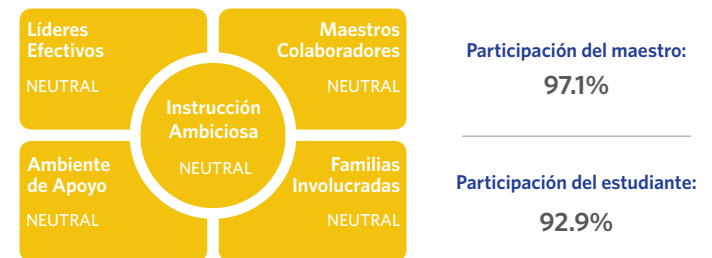 Líderes
Efectivos
NEUTRAL
Maestros
Colaboradores
NEUTRAL
Instrucción
Ambiciosa
NEUTRAL
Ambiente
de Apoyo
NEUTRAL
Familias
Involucradas
NEUTRAL
Participación del maestro:
97.1%
Participación del estudiante:
92.9%